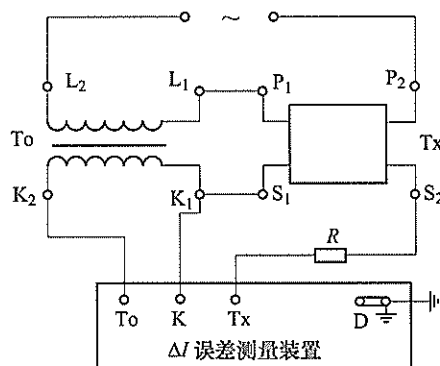 ~
L₂ L₁ P₁ P₂
To Tx
K₂ K₁ S₁ S₂
R
To K Tx D
ΔI 误差测量装置